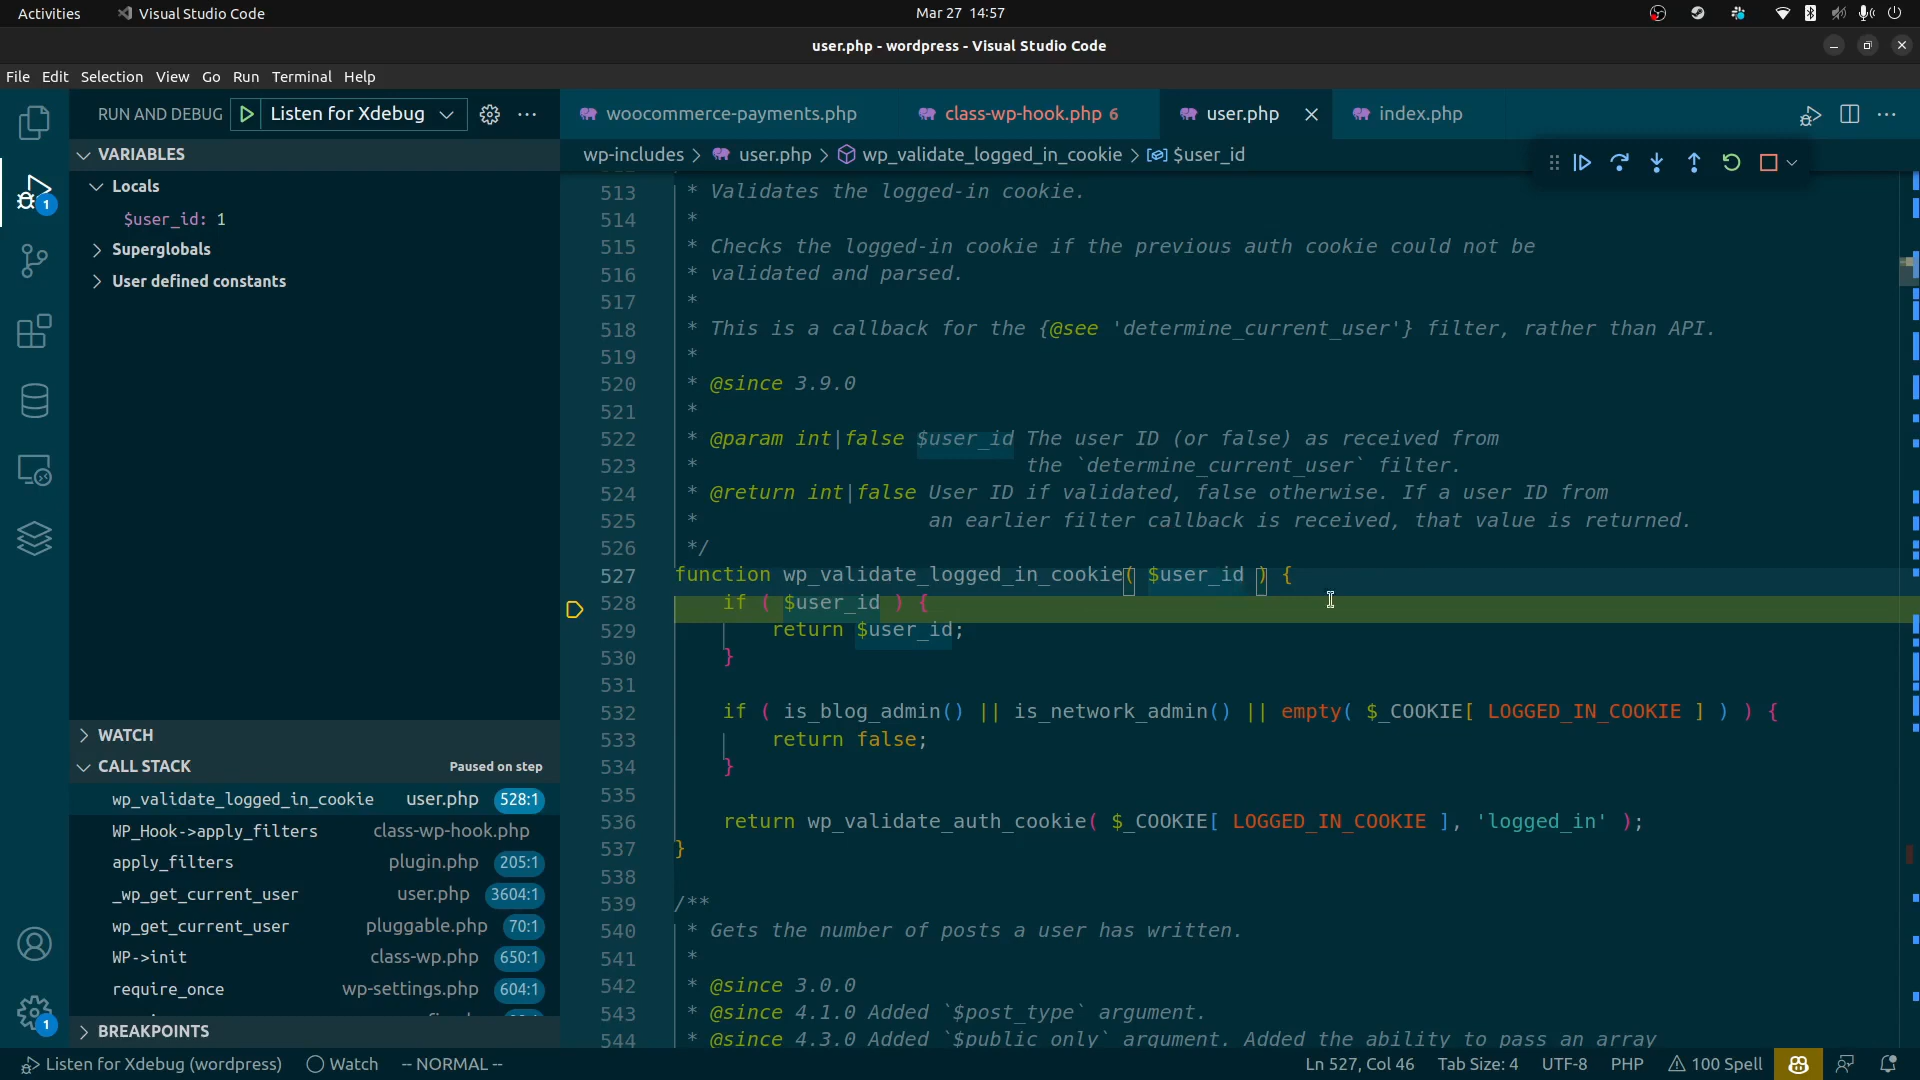 Activities Visual Studio Code Mar 27 14:57
user.php - wordpress - Visual Studio Code
File Edit Selection View Go Run Terminal Help
RUN AND DEBUG Listen for Xdebug
VARIABLES
Locals
$user_id: 1
Superglobals
User defined constants
WATCH
CALL STACK Paused on step
wp_validate_logged_in_cookie user.php 528:1
WP_Hook->apply_filters class-wp-hook.php
apply_filters plugin.php 205:1
_wp_get_current_user user.php 3604:1
wp_get_current_user pluggable.php 70:1
WP->init class-wp.php 650:1
require_once wp-settings.php 604:1
BREAKPOINTS
1
1
woocommerce-payments.php class-wp-hook.php 6 user.php index.php
wp-includes > user.php > wp_validate_logged_in_cookie > $user_id
513 * Validates the logged-in cookie.
514 *
515 * Checks the logged-in cookie if the previous auth cookie could not be
516 * validated and parsed.
517 *
518 * This is a callback for the {@see 'determine_current_user'} filter, rather than API.
519 *
520 * @since 3.9.0
521 *
522 * @param int|false $user_id The user ID (or false) as received from
523 * the `determine_current_user` filter.
524 * @return int|false User ID if validated, false otherwise. If a user ID from
525 * an earlier filter callback is received, that value is returned.
526 */
527 function wp_validate_logged_in_cookie( $user_id ) {
528 if ( $user_id ) {
529 return $user_id;
530 }
531
532 if ( is_blog_admin() || is_network_admin() || empty( $_COOKIE[ LOGGED_IN_COOKIE ] ) ) {
533 return false;
534 }
535
536 return wp_validate_auth_cookie( $_COOKIE[ LOGGED_IN_COOKIE ], 'logged_in' );
537 }
538
539 /**
540 * Gets the number of posts a user has written.
541 *
542 * @since 3.0.0
543 * @since 4.1.0 Added `$post_type` argument.
544 * @since 4.3.0 Added `$public_only` argument. Added the ability to pass an array
Listen for Xdebug (wordpress) Watch -- NORMAL -- Ln 527, Col 46 Tab Size: 4 UTF-8 PHP 100 Spell